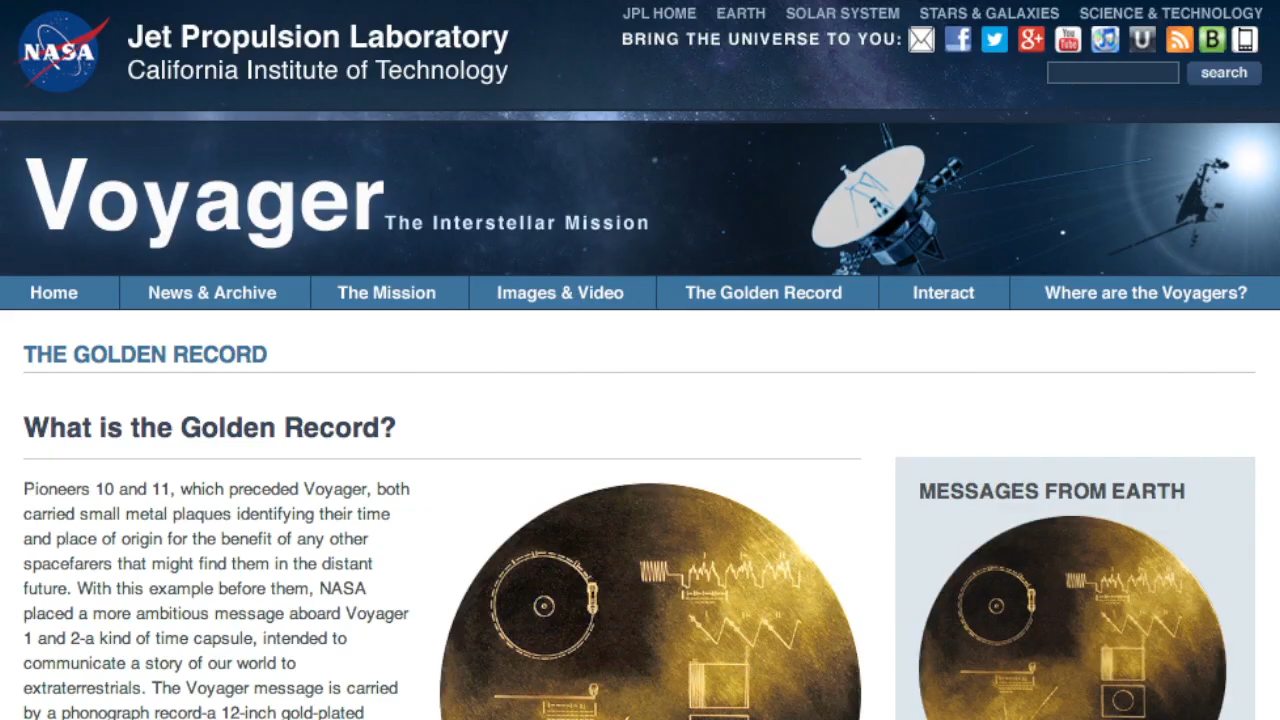 NASA
Jet Propulsion Laboratory
California Institute of Technology
JPL HOME EARTH SOLAR SYSTEM STARS & GALAXIES SCIENCE & TECHNOLOGY
BRING THE UNIVERSE TO YOU:
You
Tube
search
Voyager The Interstellar Mission
Home News & Archive The Mission Images & Video The Golden Record Interact Where are the Voyagers?
THE GOLDEN RECORD
What is the Golden Record?
Pioneers 10 and 11, which preceded Voyager, both
carried small metal plaques identifying their time
and place of origin for the benefit of any other
spacefarers that might find them in the distant
future. With this example before them, NASA
placed a more ambitious message aboard Voyager
1 and 2-a kind of time capsule, intended to
communicate a story of our world to
extraterrestrials. The Voyager message is carried
by a phonograph record-a 12-inch gold-plated
MESSAGES FROM EARTH